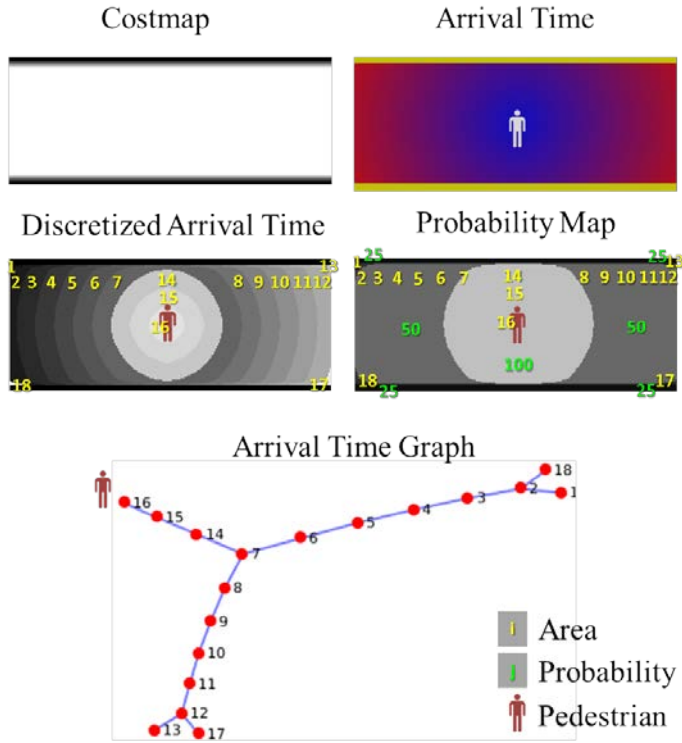 Costmap
Arrival Time
Discretized Arrival Time
1 13
2 3 4 5 6 7 14 8 9 10 11 12
15
16
18 17
Probability Map
1 25 25 13
2 3 4 5 6 7 14 8 9 10 11 12
15
50 16 50
100
18 17
25 25
Arrival Time Graph
18
16 2 1
15 3
14 4
5
6
7
8
9
10
11
12
13 17
i Area
j Probability
Pedestrian